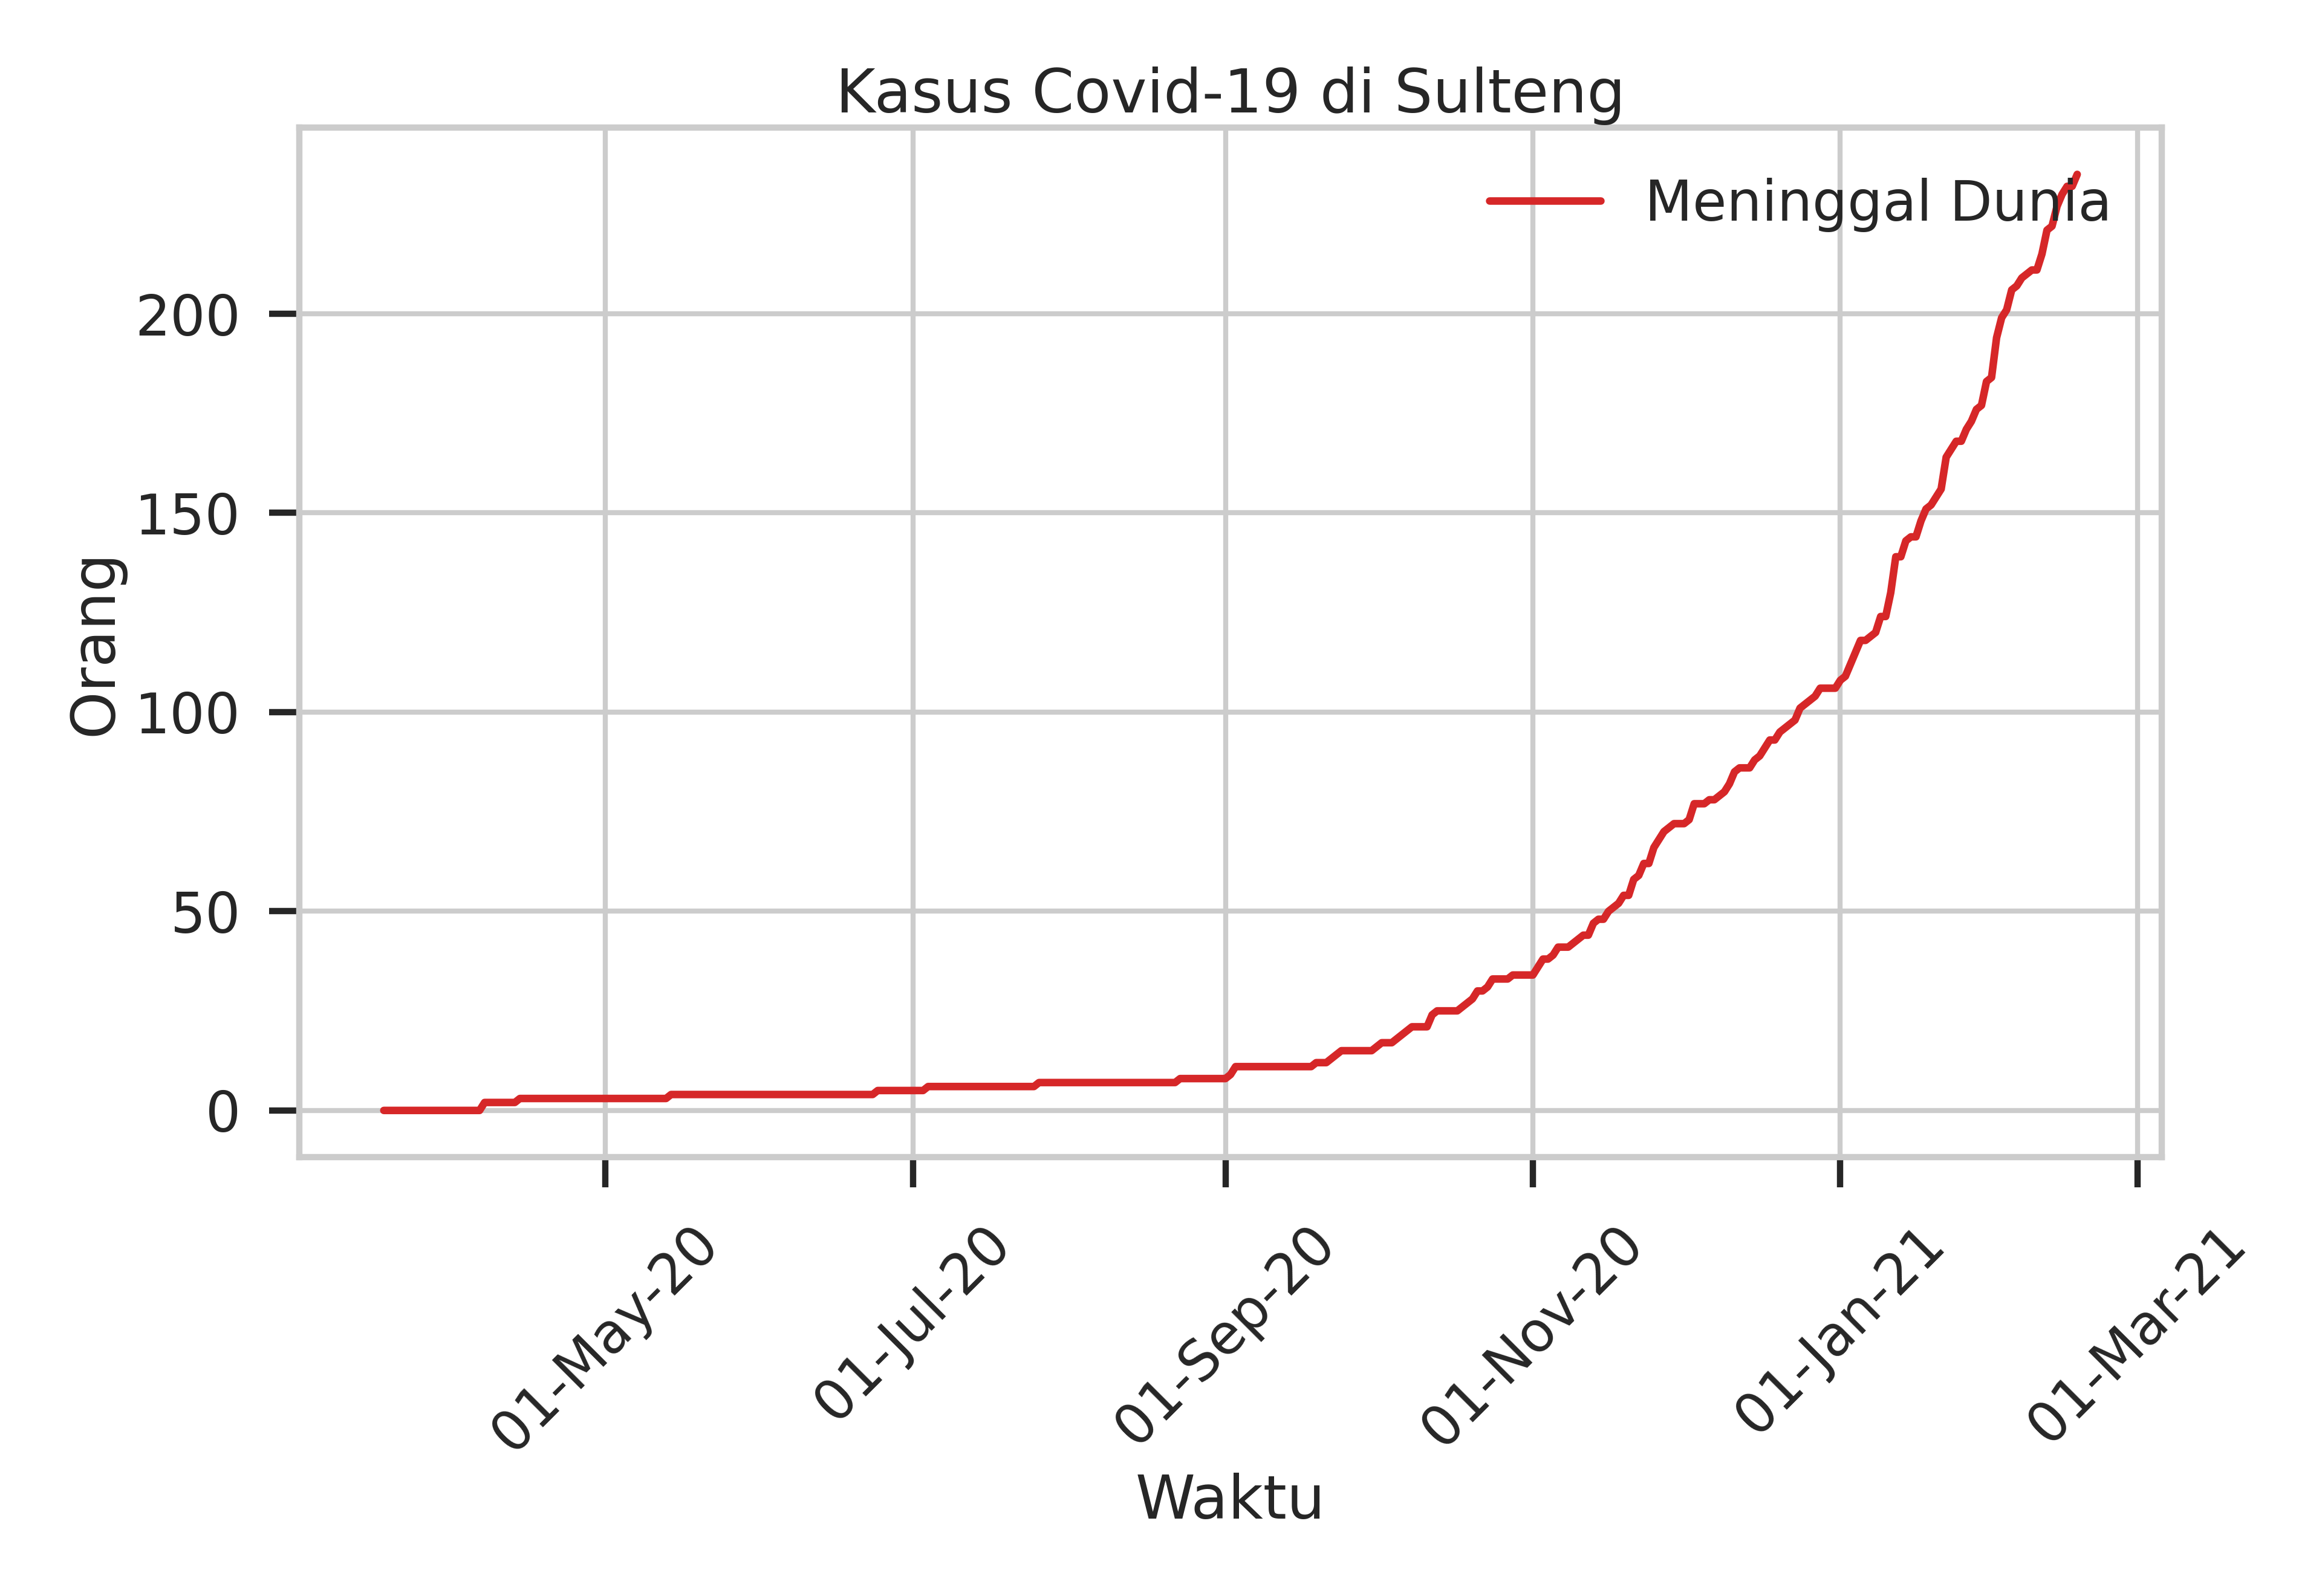 Kasus Covid-19 di Sulteng
Meninggal Dunia
200
150
100
50
0
Orang
01-May-20
01-Jul-20
01-Sep-20
01-Nov-20
01-Jan-21
01-Mar-21
Waktu